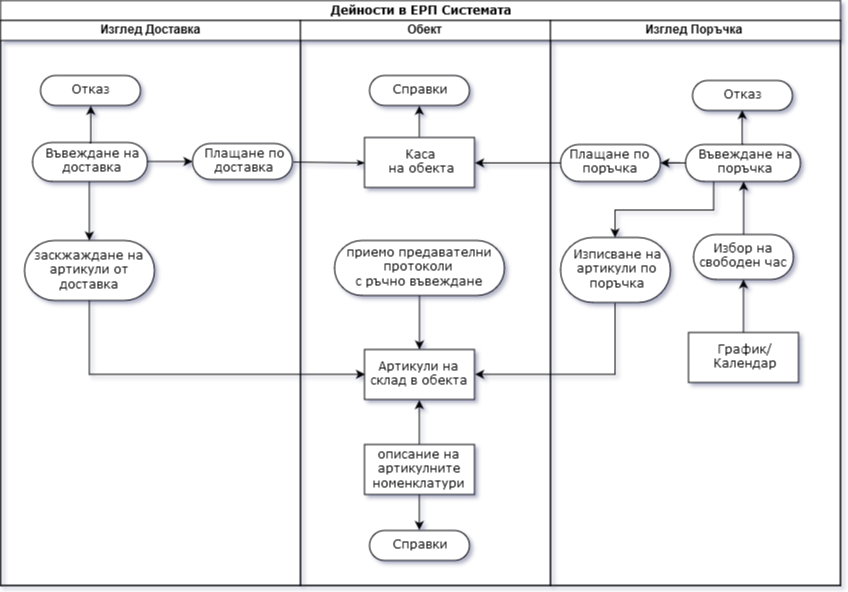 Дейности в ЕРП Системата
Изглед Доставка
Обект
Изглед Поръчка
Отказ
Въвеждане на
доставка
Плащане по
доставка
заскжаждане на
артикули от
доставка
Справки
Каса
на обекта
приемо предавателни
протоколи
с ръчно въвеждане
Артикули на
склад в обекта
описание на
артикулните
номенклатури
Справки
Отказ
Плащане по
поръчка
Въвеждане на
поръчка
Изписване на
артикули по
поръчка
Избор на
свободен час
График/
Календар